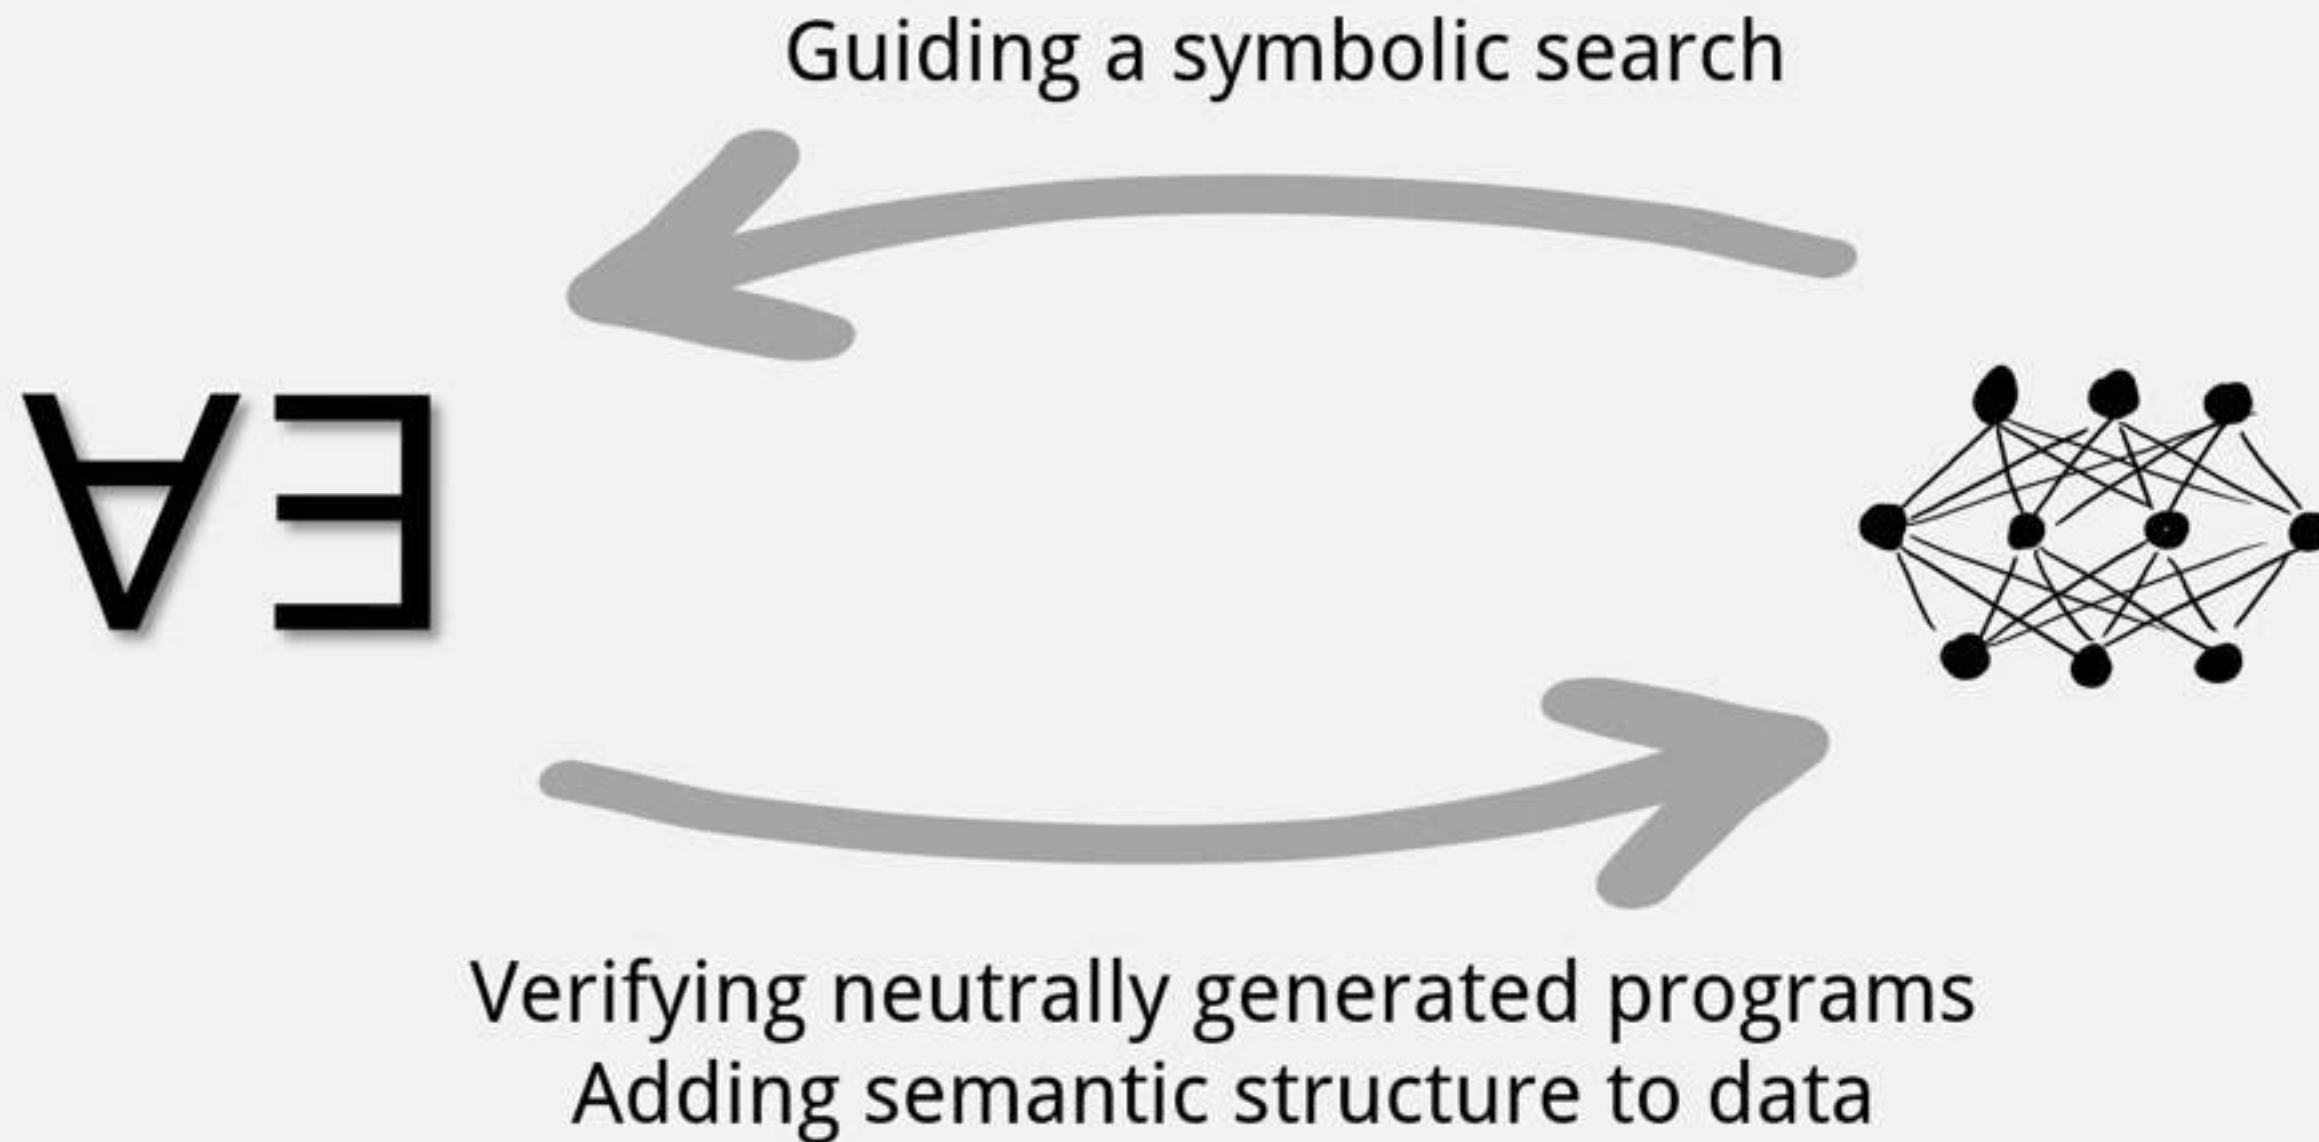 Guiding a symbolic search
∀∃
Verifying neutrally generated programs
Adding semantic structure to data